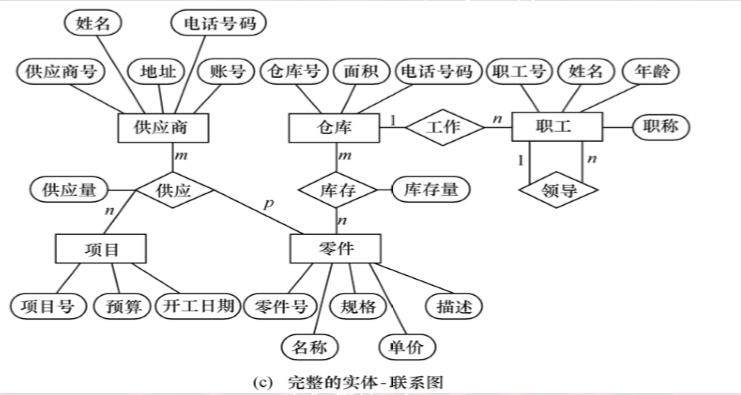 姓名 电话号码
供应商号 地址 账号 仓库号 面积 电话号码 职工号 姓名 年龄
供应商 仓库 1 工作 n 职工 职称
m m 1 n
供应量 供应 库存 库存量 领导
n p n
项目 零件
项目号 预算 开工日期 零件号 规格 描述
名称 单价
(c) 完整的实体-联系图